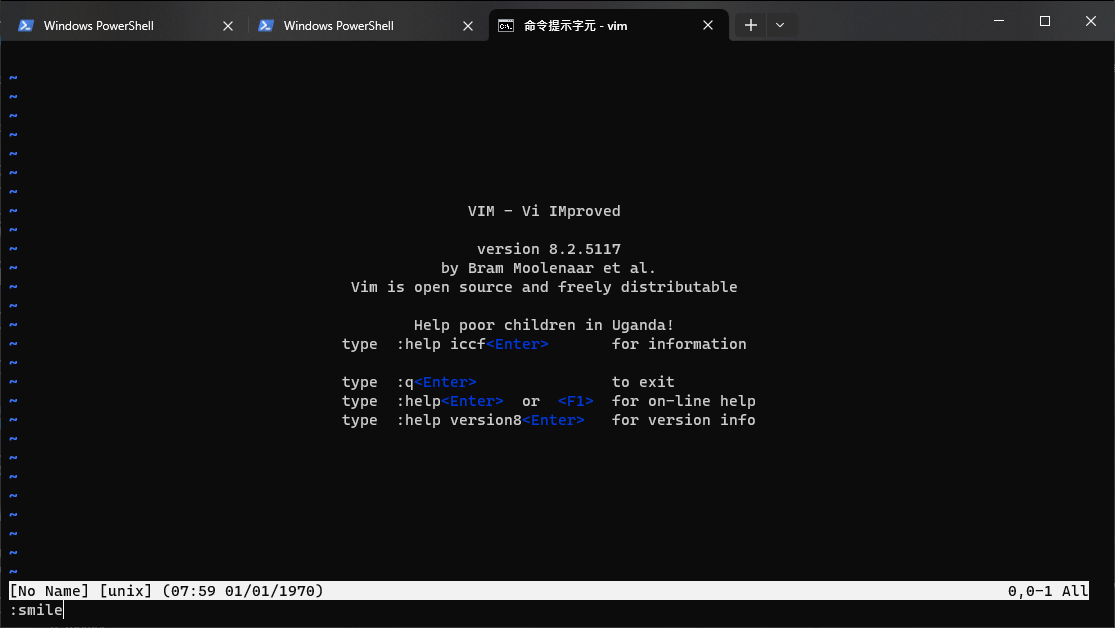 Windows PowerShell
Windows PowerShell
命令提示字元 - vim
~
~
~
~
~
~
~
~ VIM - Vi IMproved
~
~ version 8.2.5117
~ by Bram Moolenaar et al.
~ Vim is open source and freely distributable
~
~ Help poor children in Uganda!
~ type :help iccf<Enter> for information
~
~ type :q<Enter> to exit
~ type :help<Enter> or <F1> for on-line help
~ type :help version8<Enter> for version info
~
~
~
~
~
~
~
~
[No Name] [unix] (07:59 01/01/1970) 0,0-1 All
:smile